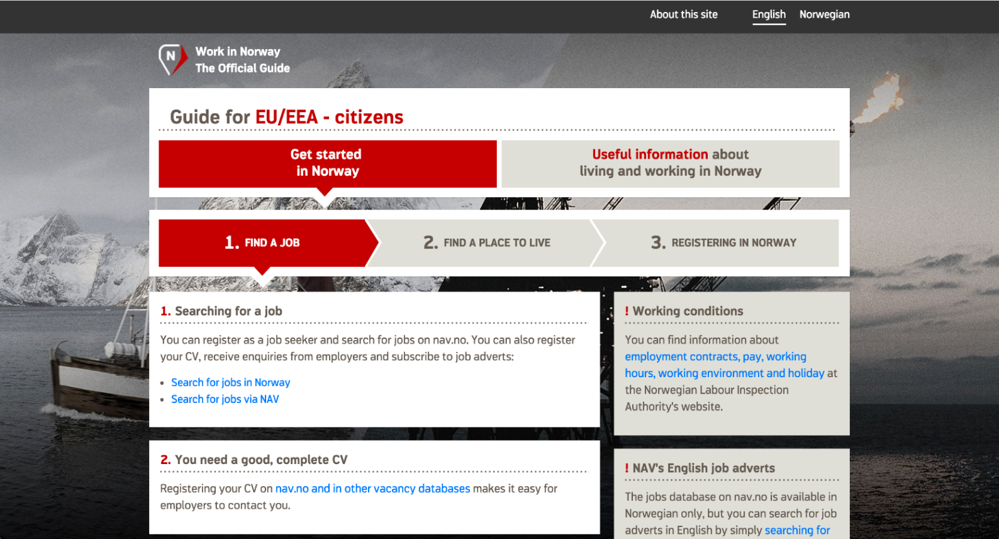 About this site
English
Norwegian
N
Work in Norway
The Official Guide
Guide for EU/EEA - citizens
Get started
in Norway
Useful information about
living and working in Norway
1. FIND A JOB
2. FIND A PLACE TO LIVE
3. REGISTERING IN NORWAY
1. Searching for a job
You can register as a job seeker and search for jobs on nav.no. You can also register
your CV, receive enquiries from employers and subscribe to job adverts:
• Search for jobs in Norway
• Search for jobs via NAV
2. You need a good, complete CV
Registering your CV on nav.no and in other vacancy databases makes it easy for
employers to contact you.
! Working conditions
You can find information about
employment contracts, pay, working
hours, working environment and holiday at
the Norwegian Labour Inspection
Authority's website.
! NAV's English job adverts
The jobs database on nav.no is available in
Norwegian only, but you can search for job
adverts in English by simply searching for